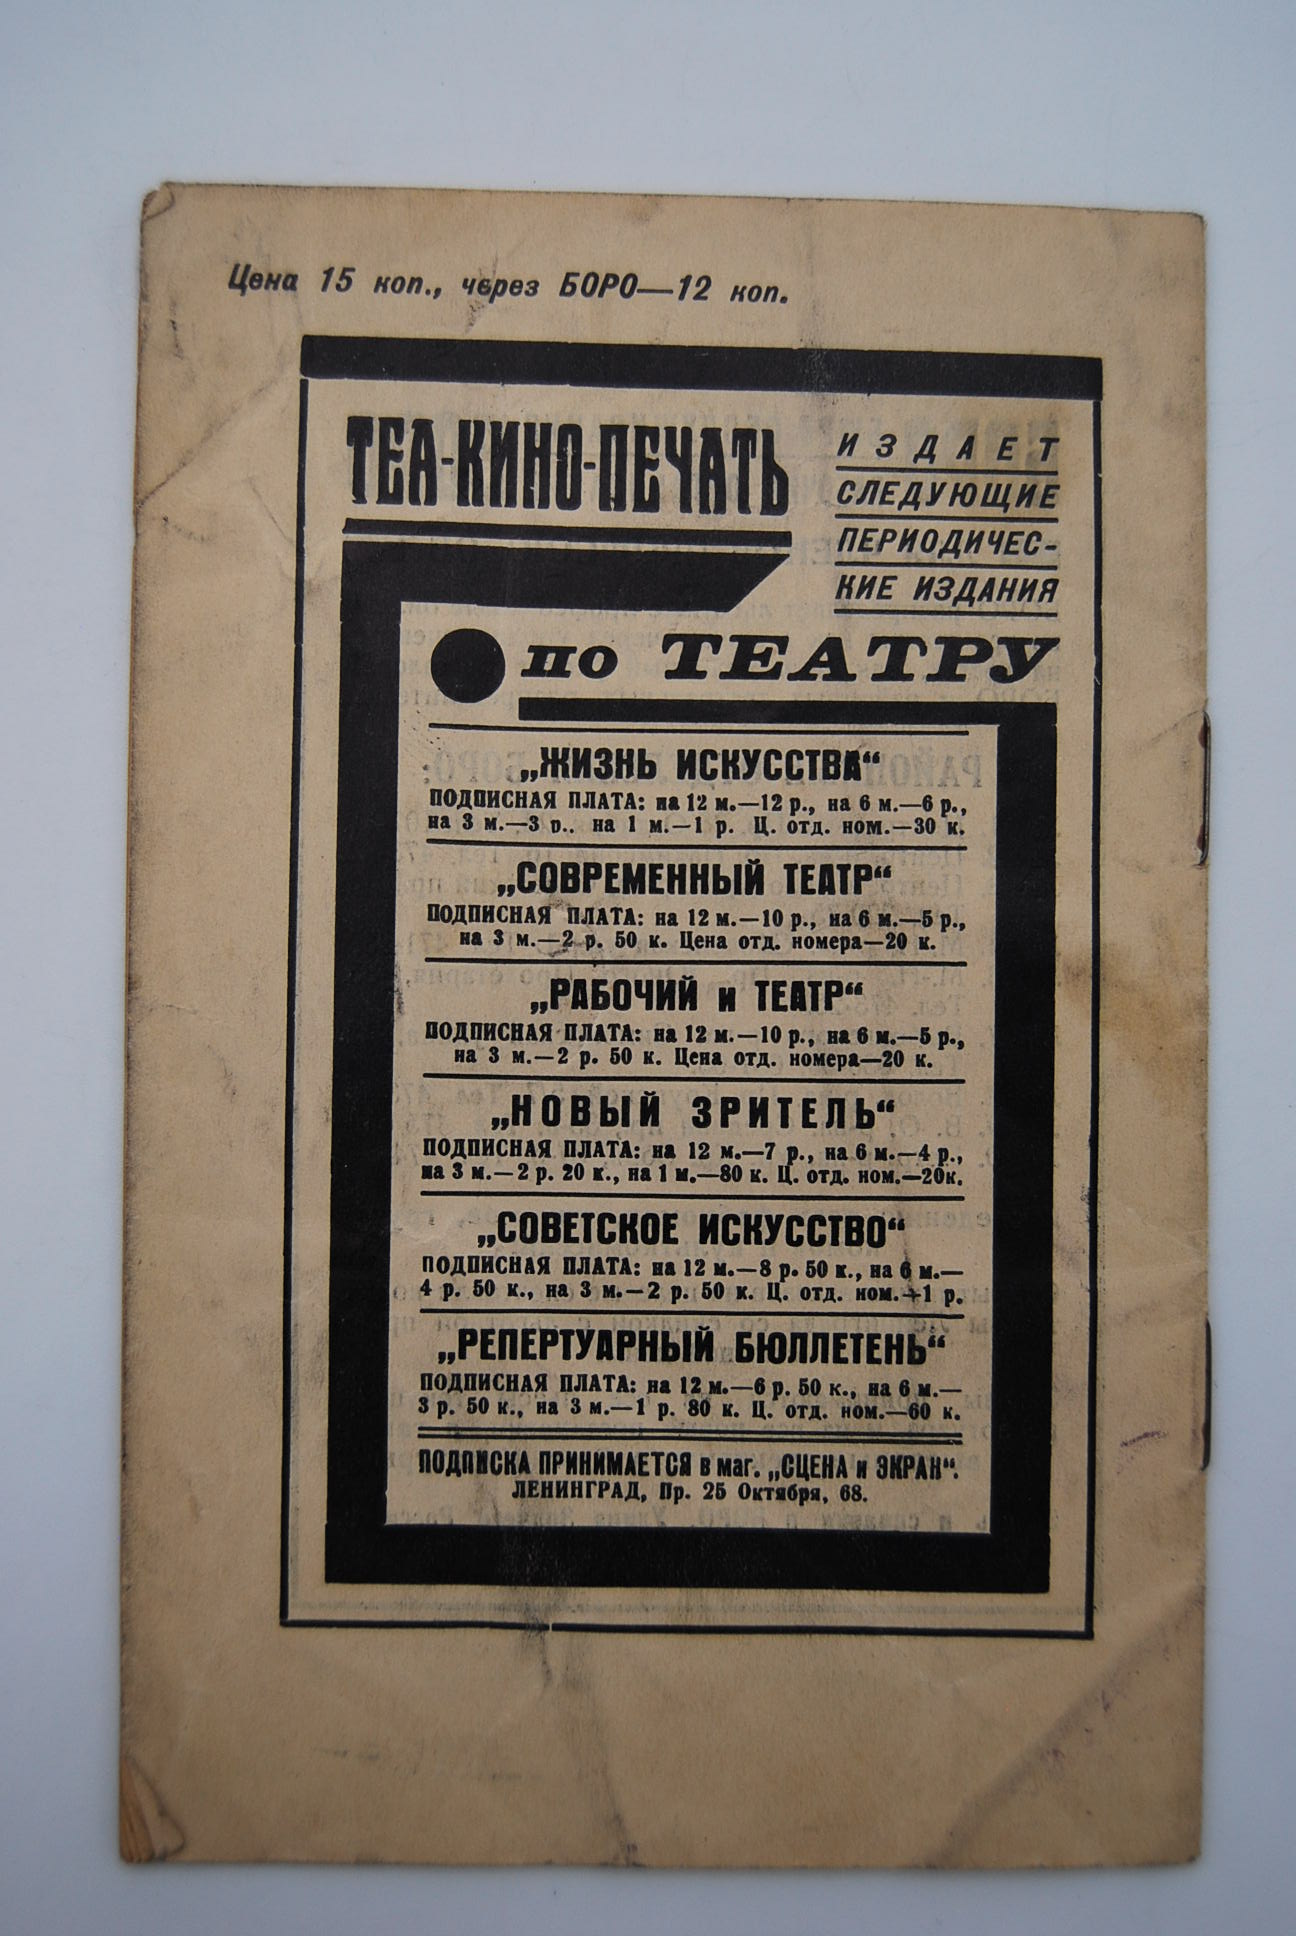 Цена 15 коп., через БОРО—12 коп.
ТЕА-КИНО-ПЕЧАТЬ
ИЗДАЕТ
СЛЕДУЮЩИЕ
ПЕРИОДИЧЕС-
КИЕ ИЗДАНИЯ
по ТЕАТРУ
„ЖИЗНЬ ИСКУССТВА“
ПОДПИСНАЯ ПЛАТА: на 12 м.—12 р., на 6 м.—6 р.,
на 3 м.—3 р.. на 1 м.—1 р. Ц. отд. ном.—30 к.
„СОВРЕМЕННЫЙ ТЕАТР“
ПОДПИСНАЯ ПЛАТА: на 12 м.—10 р., на 6 м.—5 р.,
на 3 м.—2 р. 50 к. Цена отд. номера—20 к.
„РАБОЧИЙ и ТЕАТР“
ПОДПИСНАЯ ПЛАТА: на 12 м.—10 р., на 6 м.—5 р.,
на 3 м.—2 р. 50 к. Цена отд. номера—20 к.
„НОВЫЙ ЗРИТЕЛЬ“
ПОДПИСНАЯ ПЛАТА: на 12 м.—7 р., на 6 м.—4 р.,
на 3 м.—2 р. 20 к., на 1 м.—80 к. Ц. отд. ном.—20к.
„СОВЕТСКОЕ ИСКУССТВО“
ПОДПИСНАЯ ПЛАТА: на 12 м.—8 р. 50 к., на 6 м.—
4 р. 50 к., на 3 м.—2 р. 50 к. Ц. отд. ном.—1 р.
„РЕПЕРТУАРНЫЙ БЮЛЛЕТЕНЬ“
ПОДПИСНАЯ ПЛАТА: на 12 м.—6 р. 50 к., на 6 м.—
3 р. 50 к., на 3 м.—1 р. 80 к. Ц. отд. ном.—60 к.
ПОДПИСКА ПРИНИМАЕТСЯ в маг. „СЦЕНА и ЭКРАН“.
ЛЕНИНГРАД, Пр. 25 Октября, 68.